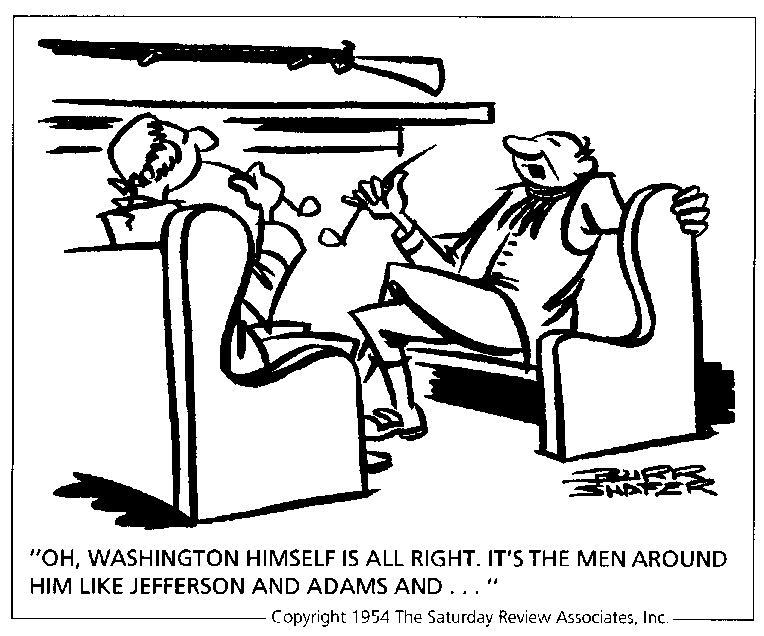 BURR
SHAFER
"OH, WASHINGTON HIMSELF IS ALL RIGHT. IT'S THE MEN AROUND
HIM LIKE JEFFERSON AND ADAMS AND . . . "
Copyright 1954 The Saturday Review Associates, Inc.